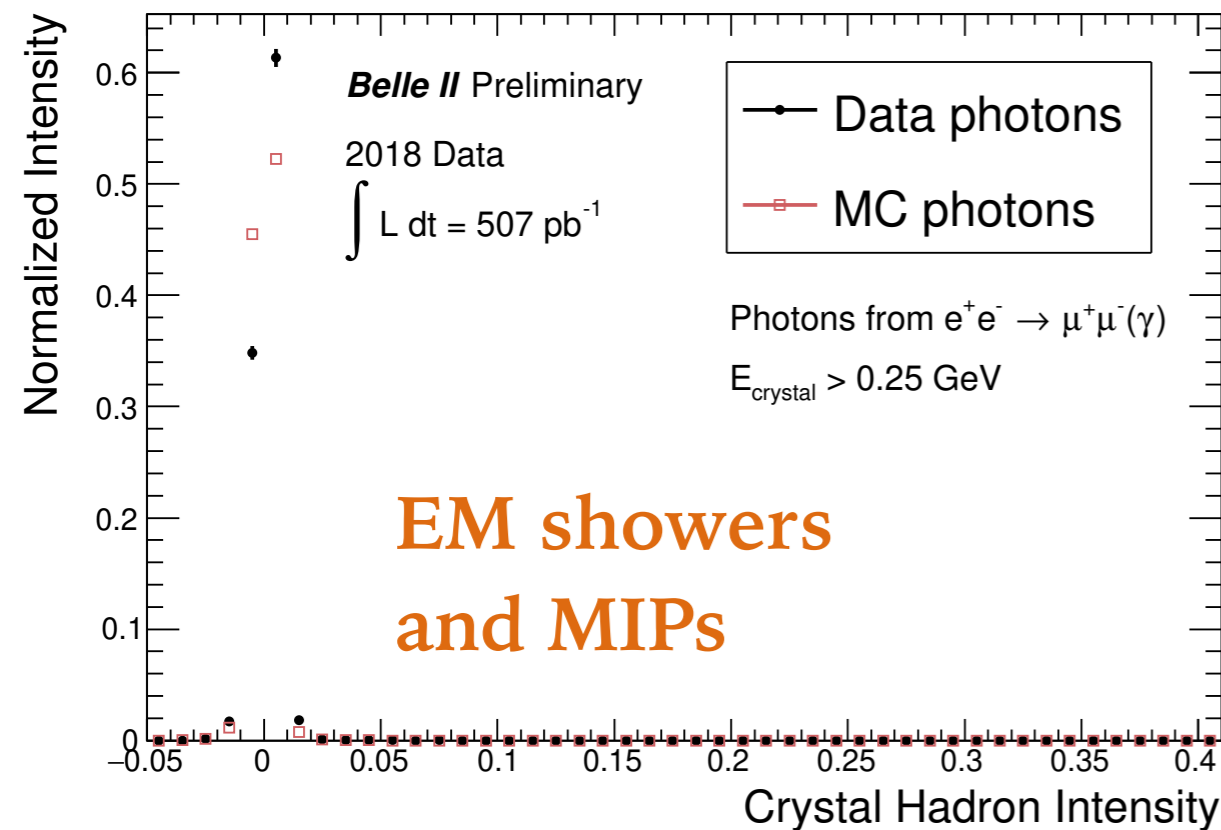 Normalized Intensity
0.6
0.5
0.4
0.3
0.2
0.1
0
Belle II Preliminary
2018 Data
∫ L dt = 507 pb⁻¹
Data photons
MC photons
Photons from e⁺e⁻ → μ⁺μ⁻(γ)
E_crystal > 0.25 GeV
EM showers
and MIPs
−0.05 0 0.05 0.1 0.15 0.2 0.25 0.3 0.35 0.4
Crystal Hadron Intensity